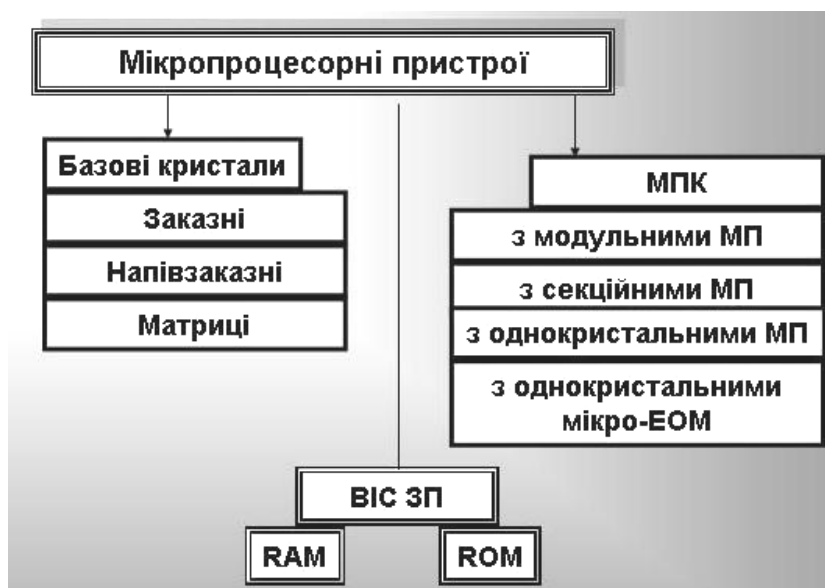 Мікропроцесорні пристрої
Базові кристали
Заказні
Напівзаказні
Матриці
МПК
з модульними МП
з секційними МП
з однокристальними МП
з однокристальними
мікро-ЕОМ
ВІС ЗП
RAM
ROM